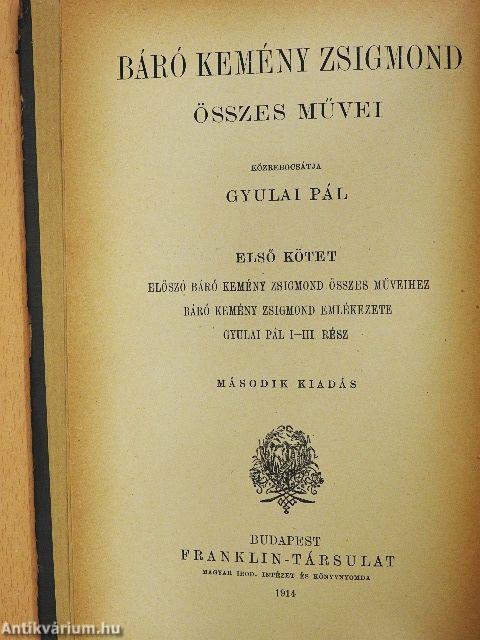 BÁRÓ KEMÉNY ZSIGMOND
ÖSSZES MŰVEI
KÖZREBOCSÁTJA
GYULAI PÁL
ELSŐ KÖTET
ELŐSZÓ BÁRÓ KEMÉNY ZSIGMOND ÖSSZES MŰVEIHEZ
BÁRÓ KEMÉNY ZSIGMOND EMLÉKEZETE
GYULAI PÁL I—III RÉSZ
MÁSODIK KIADÁS
BUDAPEST
FRANKLIN-TÁRSULAT
MAGYAR IROD. INTÉZET ÉS KÖNYVNYOMDA
1914
Antikvárium.hu